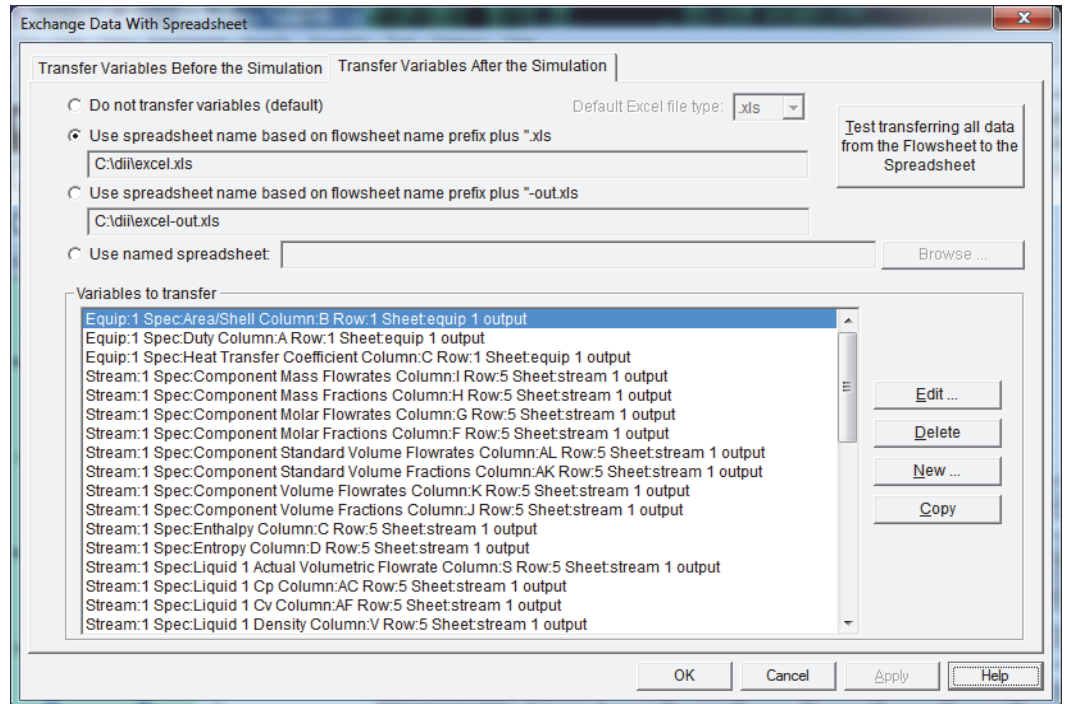 Exchange Data With Spreadsheet
Transfer Variables Before the Simulation
Transfer Variables After the Simulation
Do not transfer variables (default)
Default Excel file type:
.xls
Use spreadsheet name based on flowsheet name prefix plus ".xls
C:\dii\excel.xls
Use spreadsheet name based on flowsheet name prefix plus "-out.xls
C:\dii\excel-out.xls
Use named spreadsheet:
Browse ...
Test transferring all data
from the Flowsheet to the
Spreadsheet
Variables to transfer
Equip:1 Spec:Area/Shell Column:B Row:1 Sheet:equip 1 output
Equip:1 Spec:Duty Column:A Row:1 Sheet:equip 1 output
Equip:1 Spec:Heat Transfer Coefficient Column:C Row:1 Sheet:equip 1 output
Stream:1 Spec:Component Mass Flowrates Column:I Row:5 Sheet:stream 1 output
Stream:1 Spec:Component Mass Fractions Column:H Row:5 Sheet:stream 1 output
Stream:1 Spec:Component Molar Flowrates Column:G Row:5 Sheet:stream 1 output
Stream:1 Spec:Component Molar Fractions Column:F Row:5 Sheet:stream 1 output
Stream:1 Spec:Component Standard Volume Flowrates Column:AL Row:5 Sheet:stream 1 output
Stream:1 Spec:Component Standard Volume Fractions Column:AK Row:5 Sheet:stream 1 output
Stream:1 Spec:Component Volume Flowrates Column:K Row:5 Sheet:stream 1 output
Stream:1 Spec:Component Volume Fractions Column:J Row:5 Sheet:stream 1 output
Stream:1 Spec:Enthalpy Column:C Row:5 Sheet:stream 1 output
Stream:1 Spec:Entropy Column:D Row:5 Sheet:stream 1 output
Stream:1 Spec:Liquid 1 Actual Volumetric Flowrate Column:S Row:5 Sheet:stream 1 output
Stream:1 Spec:Liquid 1 Cp Column:AC Row:5 Sheet:stream 1 output
Stream:1 Spec:Liquid 1 Cv Column:AF Row:5 Sheet:stream 1 output
Stream:1 Spec:Liquid 1 Density Column:V Row:5 Sheet:stream 1 output
Edit ...
Delete
New ...
Copy
OK
Cancel
Apply
Help